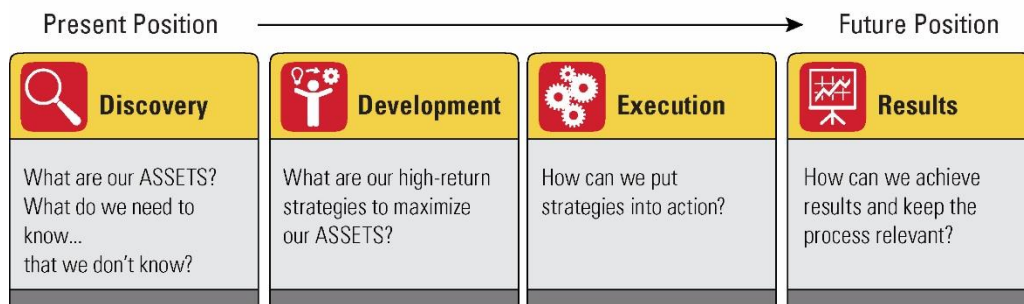 Present Position
Future Position
Discovery
What are our ASSETS?
What do we need to
know...
that we don't know?
Development
What are our high-return
strategies to maximize
our ASSETS?
Execution
How can we put
strategies into action?
Results
How can we achieve
results and keep the
process relevant?